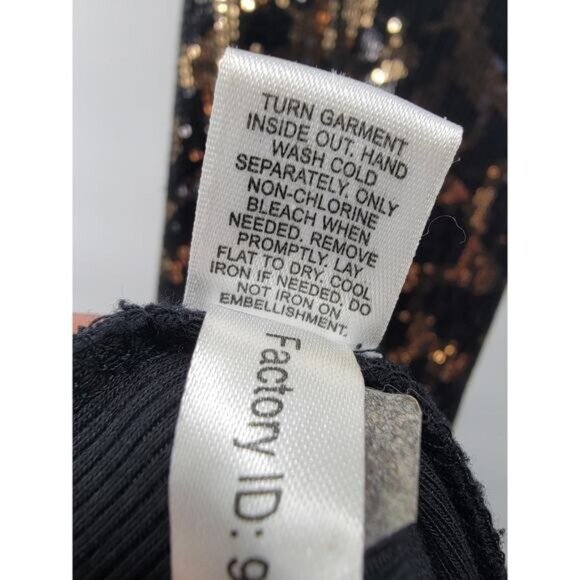 TURN GARMENT
INSIDE OUT, HAND
WASH COLD
SEPARATELY. ONLY
NON-CHLORINE
BLEACH WHEN
NEEDED. REMOVE
PROMPTLY. LAY
FLAT TO DRY. COOL
IRON IF NEEDED, DO
NOT IRON ON
EMBELLISHMENT.
Factory ID: 9